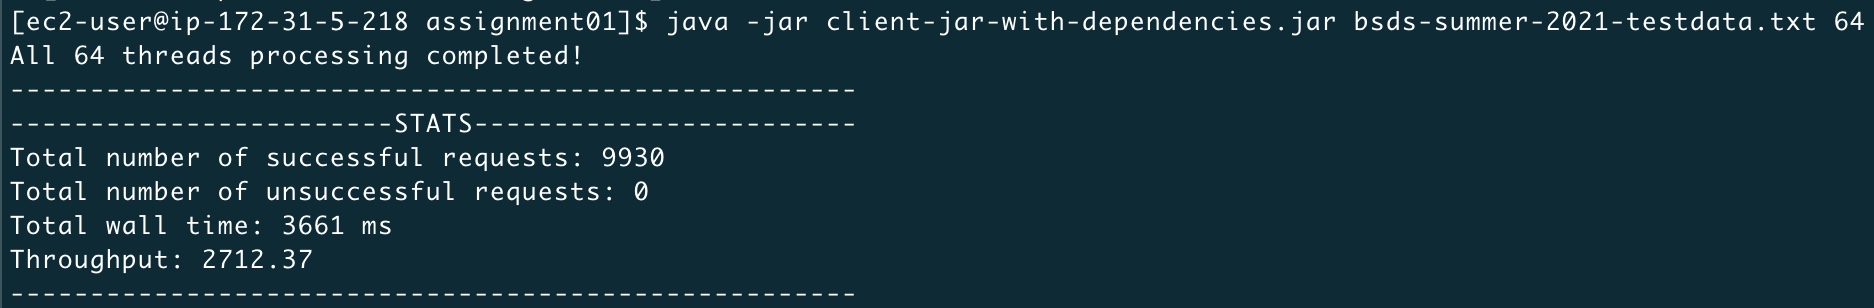 [ec2-user@ip-172-31-5-218 assignment01]$ java -jar client-jar-with-dependencies.jar bsds-summer-2021-testdata.txt 64
All 64 threads processing completed!
-----------------------------------------------------
------------------------STATS------------------------
Total number of successful requests: 9930
Total number of unsuccessful requests: 0
Total wall time: 3661 ms
Throughput: 2712.37
-----------------------------------------------------